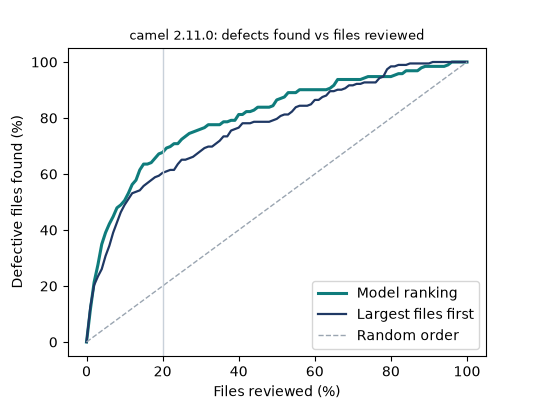 camel 2.11.0: defects found vs files reviewed
Defective files found (%)
100
80
60
40
20
0
0 20 40 60 80 100
Files reviewed (%)
Model ranking
Largest files first
Random order